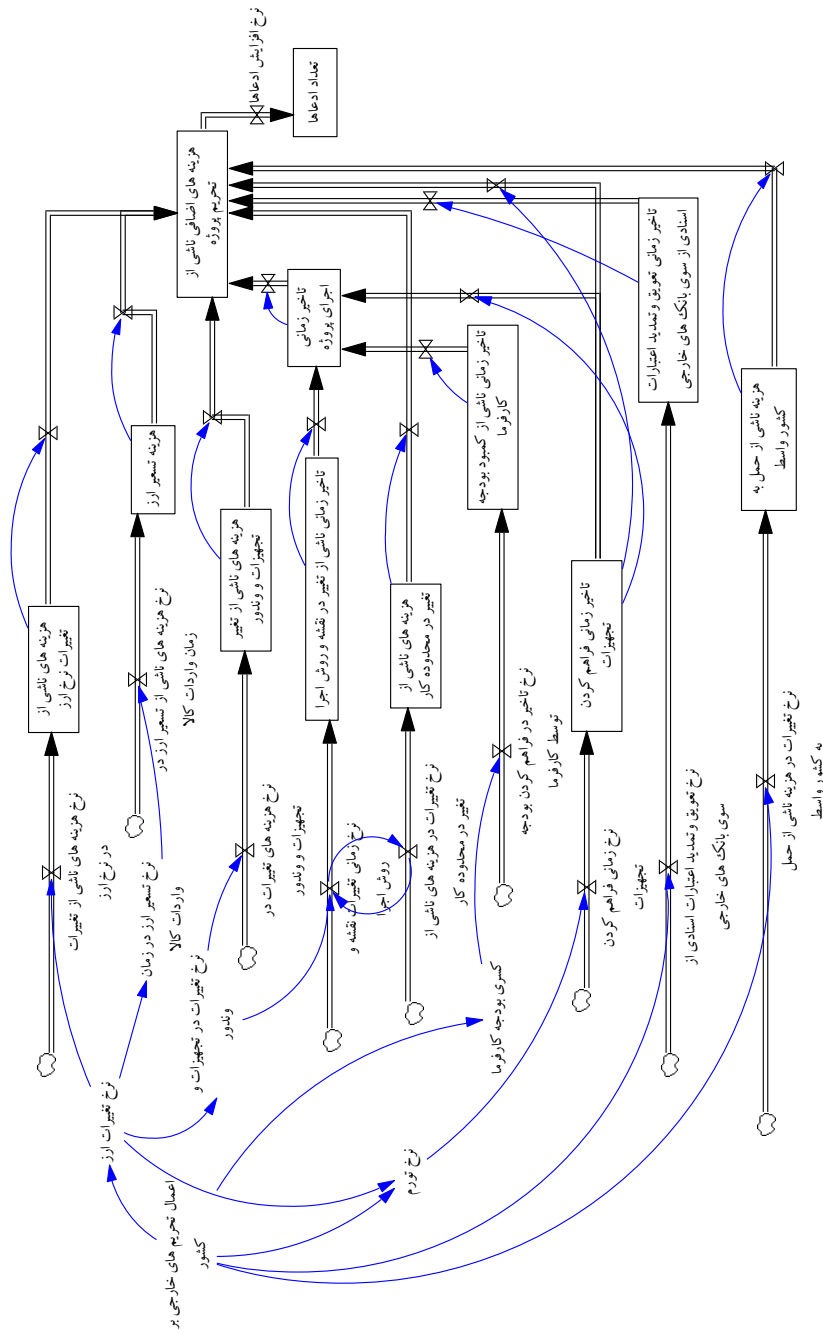 نرخ افزایش ادعاها
تعداد ادعاها
هزینه های اضافی ناشی از
تحریم پروژه
تاخیر زمانی
اجرای پروژه
هزینه های ناشی از
تغییرات نرخ ارز
هزینه تسعیر ارز
هزینه های ناشی از تغییر
تجهیزات و وندور
تاخیر زمانی ناشی از تغییر در نقشه و روش اجرا
هزینه های ناشی از
تغییر در محدوده کار
تاخیر زمانی ناشی از کمبود بودجه
کارفرما
تاخیر زمانی فراهم کردن
تجهیزات
تاخیر زمانی تعویق و تمدید اعتبارات
اسنادی از سوی بانک های خارجی
هزینه ناشی از حمل به
کشور واسط
نرخ هزینه های ناشی از تغییرات
در نرخ ارز
نرخ هزینه های ناشی از تسعیر ارز در
زمان واردات کالا
نرخ هزینه های تغییرات در
تجهیزات و وندور
نرخ زمانی تغییرات نقشه و
روش اجرا
نرخ تغییرات در هزینه های ناشی از
تغییر در محدوده کار
نرخ تاخیر در فراهم کردن بودجه
توسط کارفرما
نرخ زمانی فراهم کردن
تجهیزات
نرخ تعویق و تمدید اعتبارات اسنادی از
سوی بانک های خارجی
نرخ تغییرات در هزینه ناشی از حمل
به کشور واسط
نرخ تسعیر ارز در زمان
واردات کالا
نرخ تغییرات در تجهیزات و
وندور
کسری بودجه کارفرما
نرخ تغییرات ارز
نرخ تورم
اعمال تحریم های خارجی بر
کشور